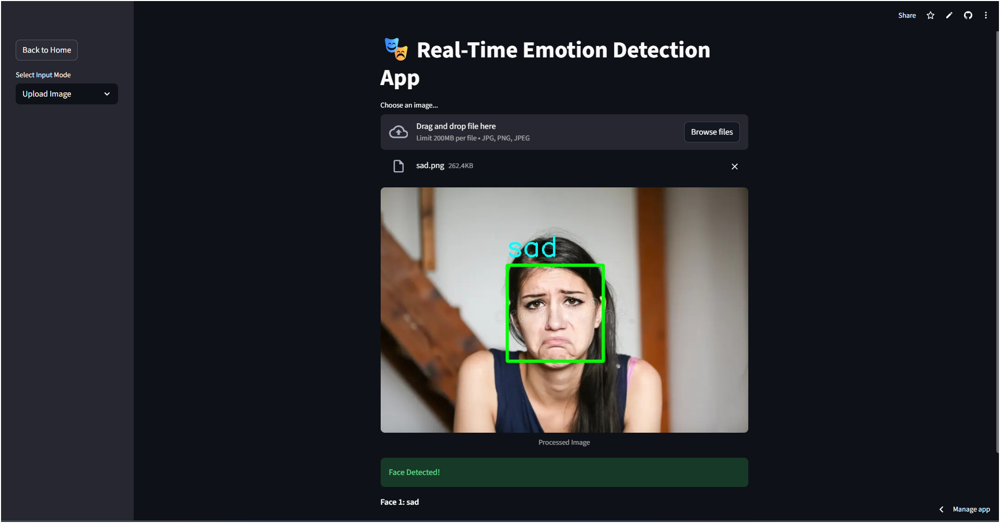 Share
Back to Home
Select Input Mode
Upload Image
Real-Time Emotion Detection
App
Choose an image...
Drag and drop file here
Limit 200MB per file • JPG, PNG, JPEG
Browse files
sad.png 262.4KB
sad
dreamstime.
Processed Image
Face Detected!
Face 1: sad
Manage app